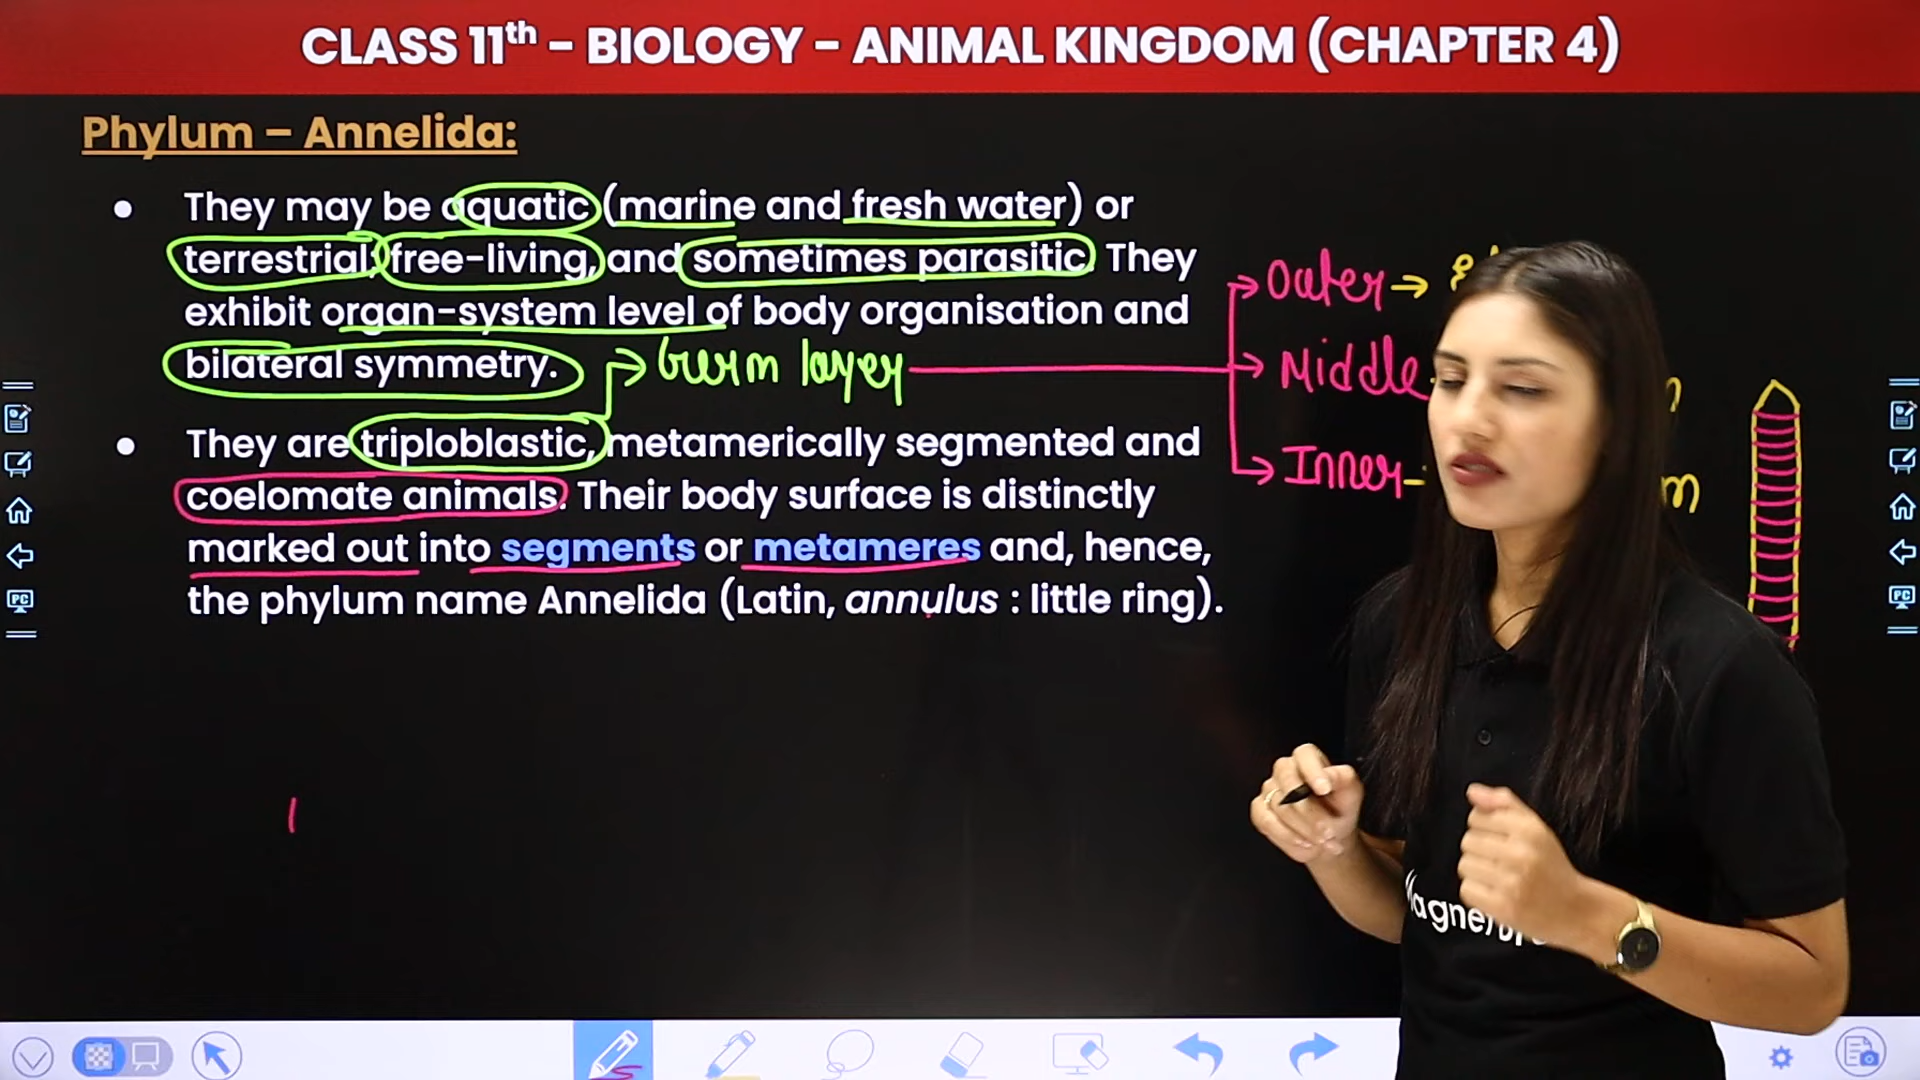 CLASS 11th – BIOLOGY – ANIMAL KINGDOM (CHAPTER 4)
Phylum – Annelida:
● They may be aquatic (marine and fresh water) or
terrestrial; free-living, and sometimes parasitic. They
exhibit organ-system level of body organisation and
bilateral symmetry.
Germ layer
Outer →
Middle
Inner
● They are triploblastic, metamerically segmented and
coelomate animals. Their body surface is distinctly
marked out into segments or metameres and, hence,
the phylum name Annelida (Latin, annulus : little ring).
PC
PC